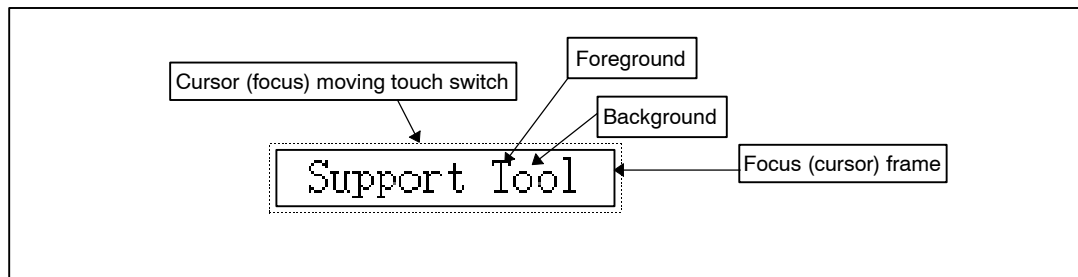 Foreground
Cursor (focus) moving touch switch
Background
Focus (cursor) frame
Support Tool